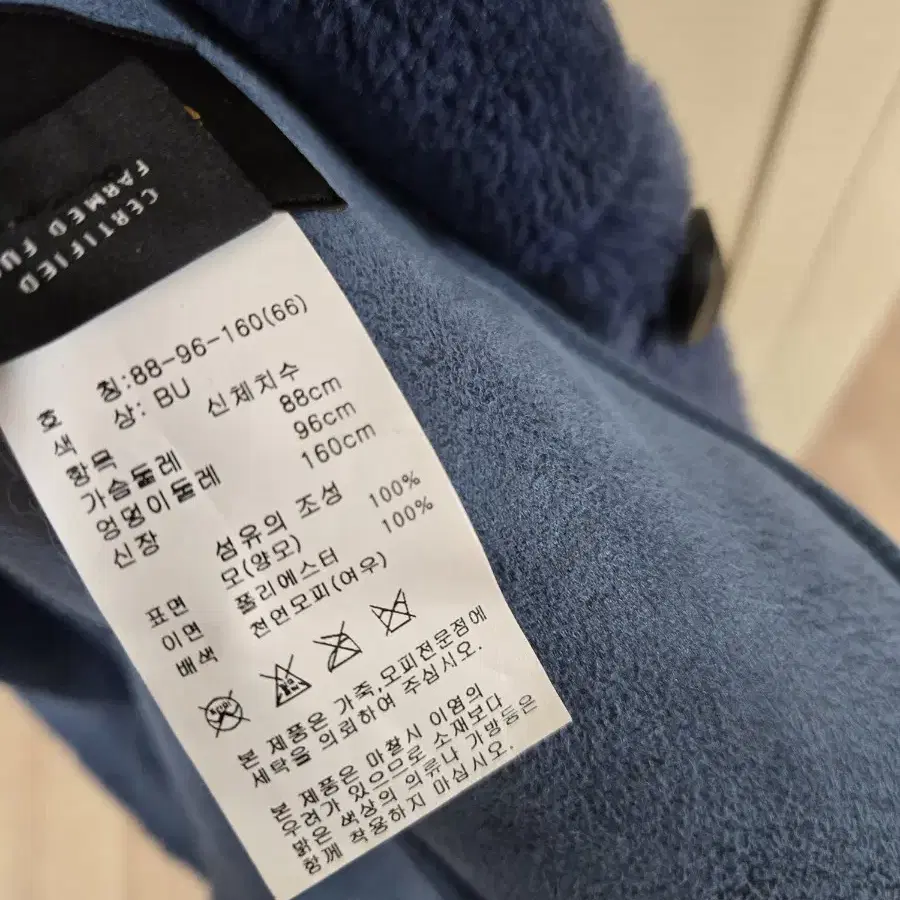 CERTIFIED
FARMED FU
호 칭:88-96-160(66)
색 상: BU
항목 신체치수
가슴둘레 88cm
엉덩이둘레 96cm
신장 160cm
섬유의 조성
표면 모(양모) 100%
이면 폴리에스터 100%
배색 천연모피(여우)
본 제품은 가죽,모피전문점에
세탁을 의뢰하여 주십시오.
본 제품은 마찰시 이염의
우려가 있으므로 소재보다
맑은 색상의 의류나 가방등은
함께 착용하지 마십시오.